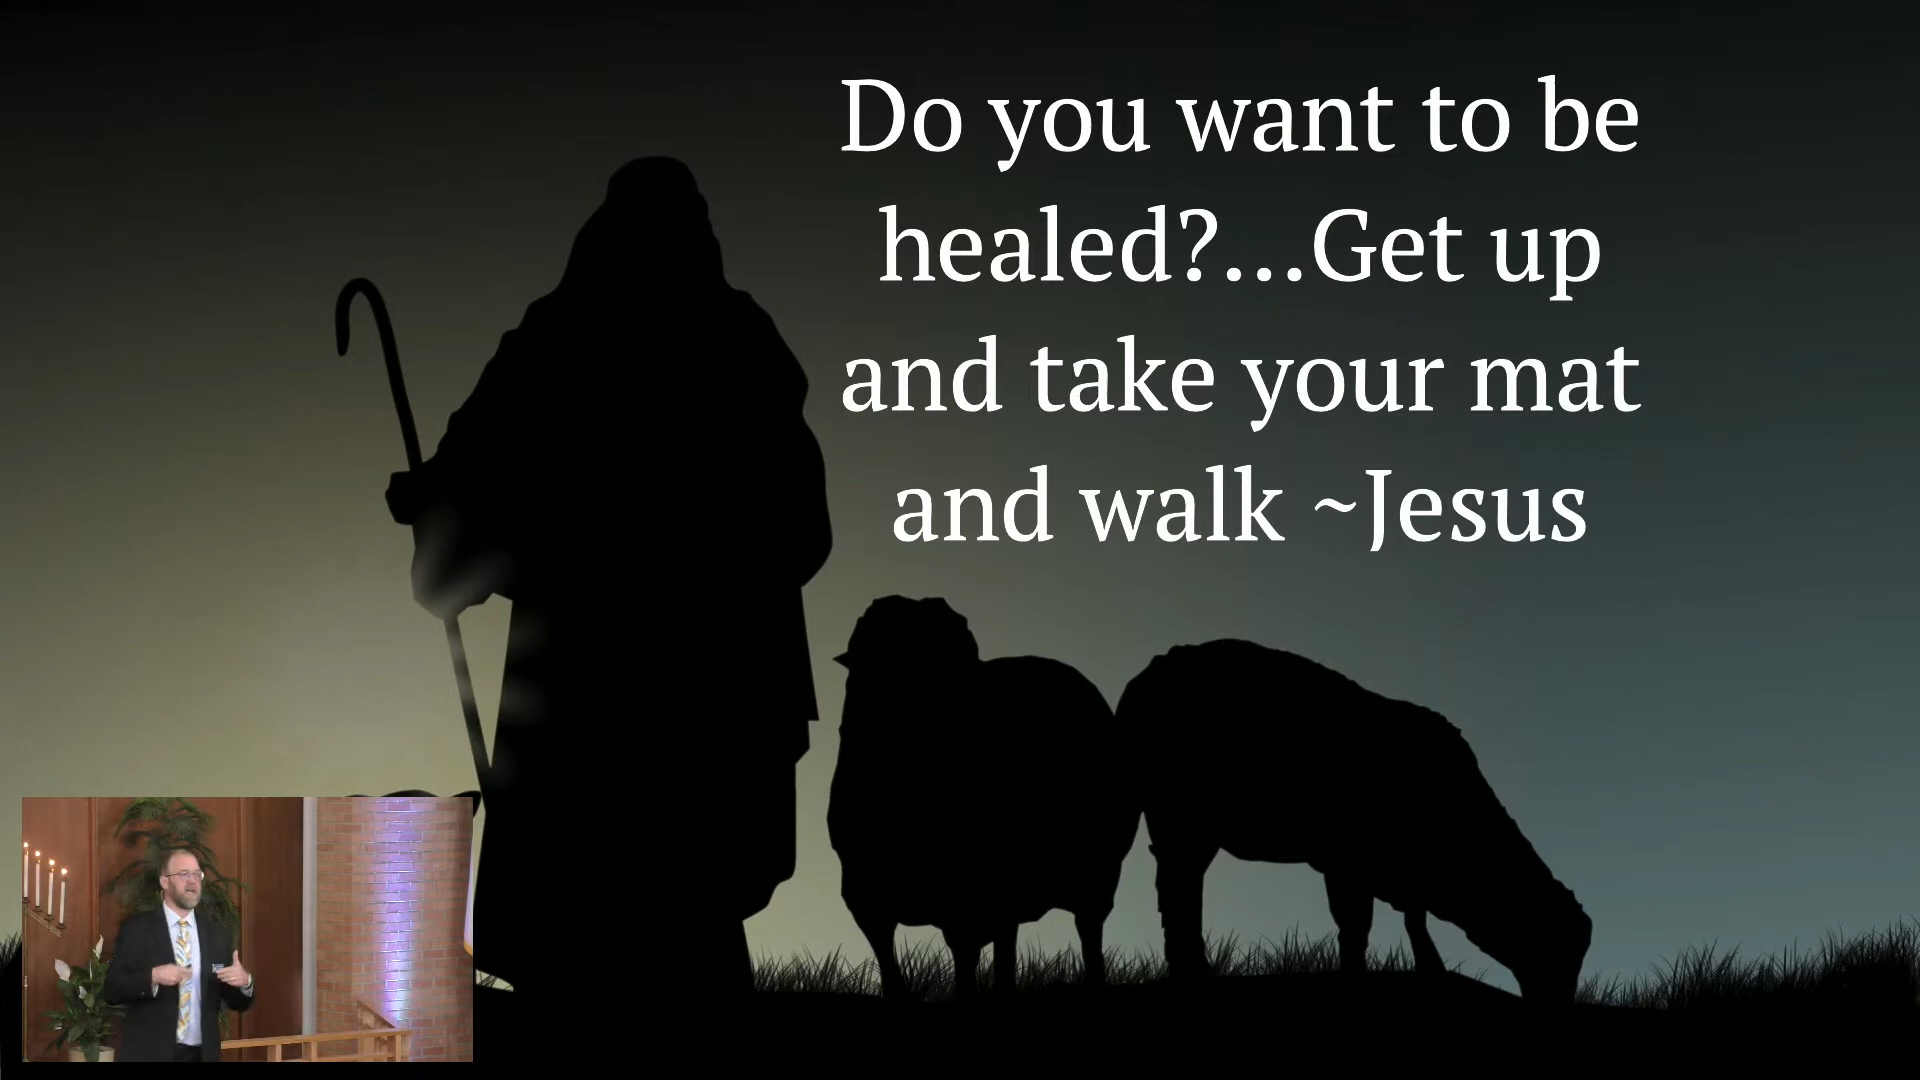 Do you want to be
healed?...Get up
and take your mat
and walk ~Jesus